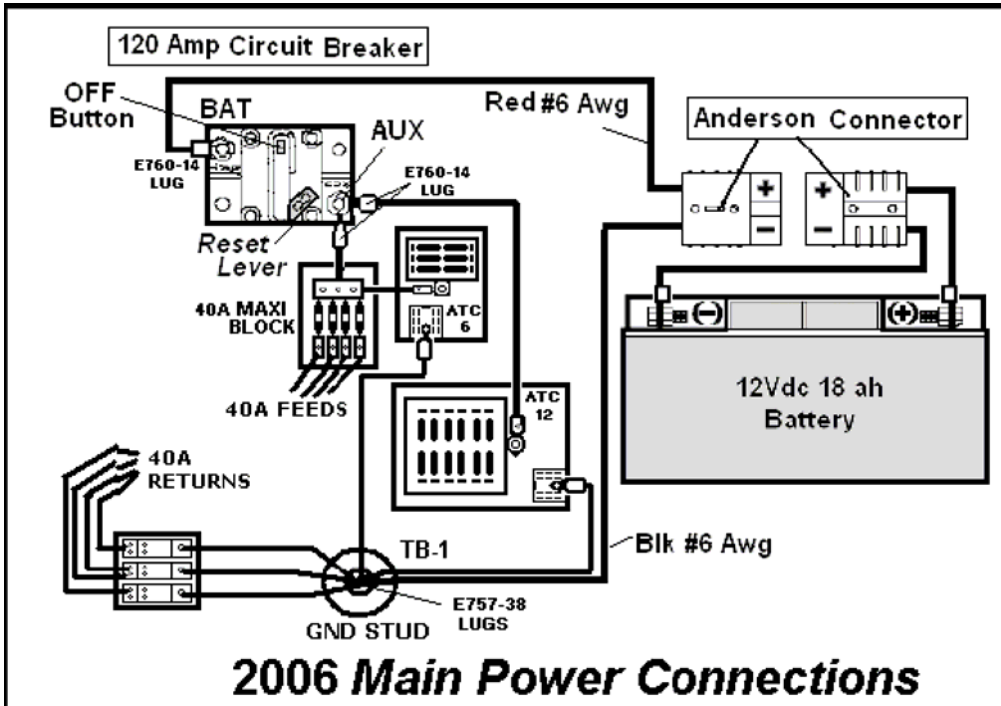 120 Amp Circuit Breaker
OFF
Button
BAT
AUX
Red #6 Awg
Anderson Connector
E760-14
LUG
E760-14
LUG
+
−
+
−
Reset
Lever
40A MAXI
BLOCK
ATC
6
(−)
(+)
40A FEEDS
ATC
12
12Vdc 18 ah
Battery
40A
RETURNS
TB-1
Blk #6 Awg
E757-38
LUGS
GND STUD
2006 Main Power Connections